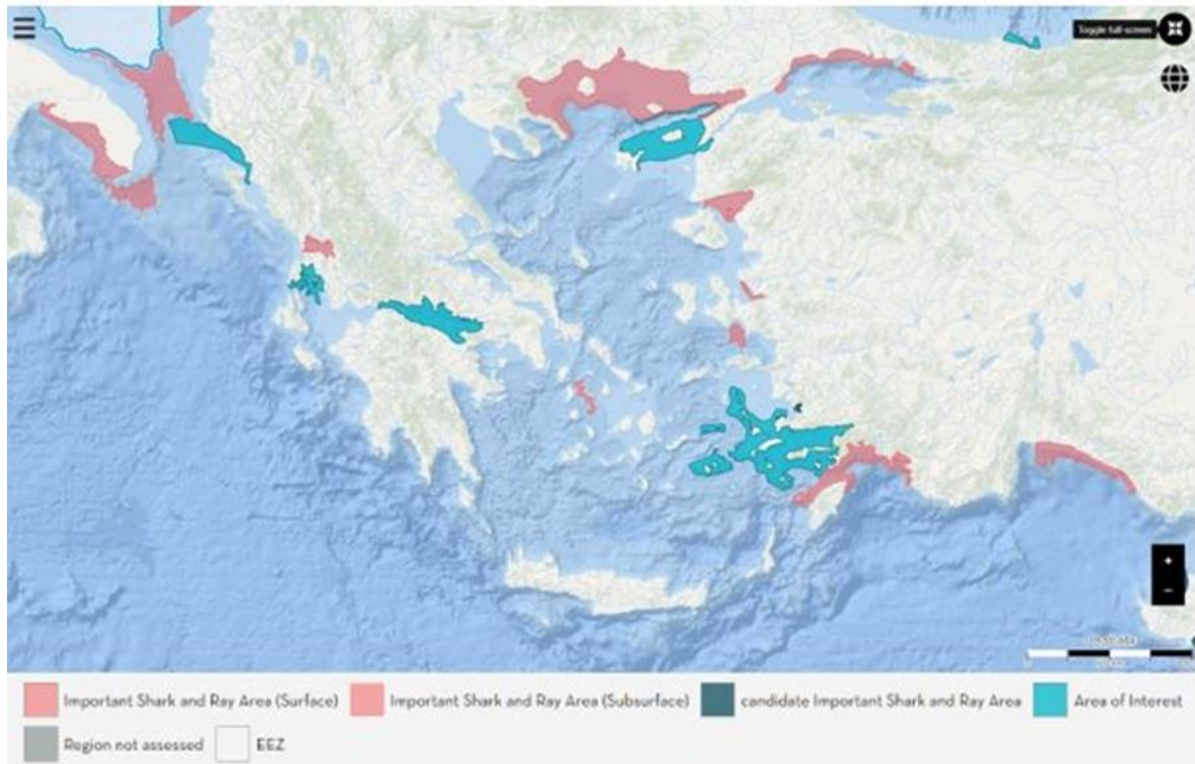 Toggle full-screen
+
−
Important Shark and Ray Area (Surface) Important Shark and Ray Area (Subsurface) candidate Important Shark and Ray Area Area of Interest
Region not assessed EEZ